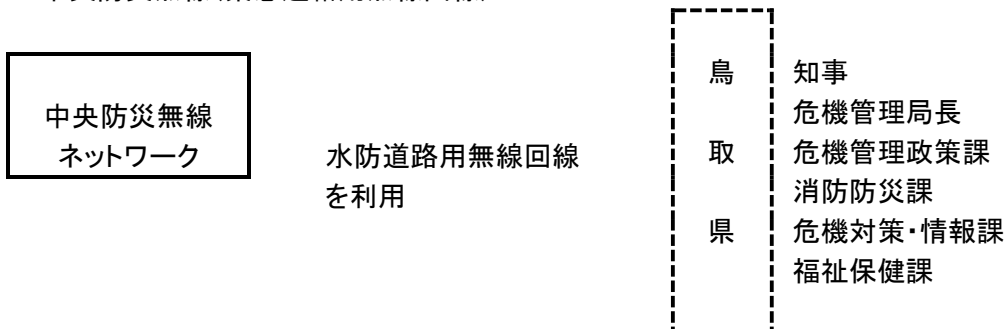 中央防災無線
ネットワーク
水防道路用無線回線
を利用
鳥
取
県
知事
危機管理局長
危機管理政策課
消防防災課
危機対策・情報課
福祉保健課